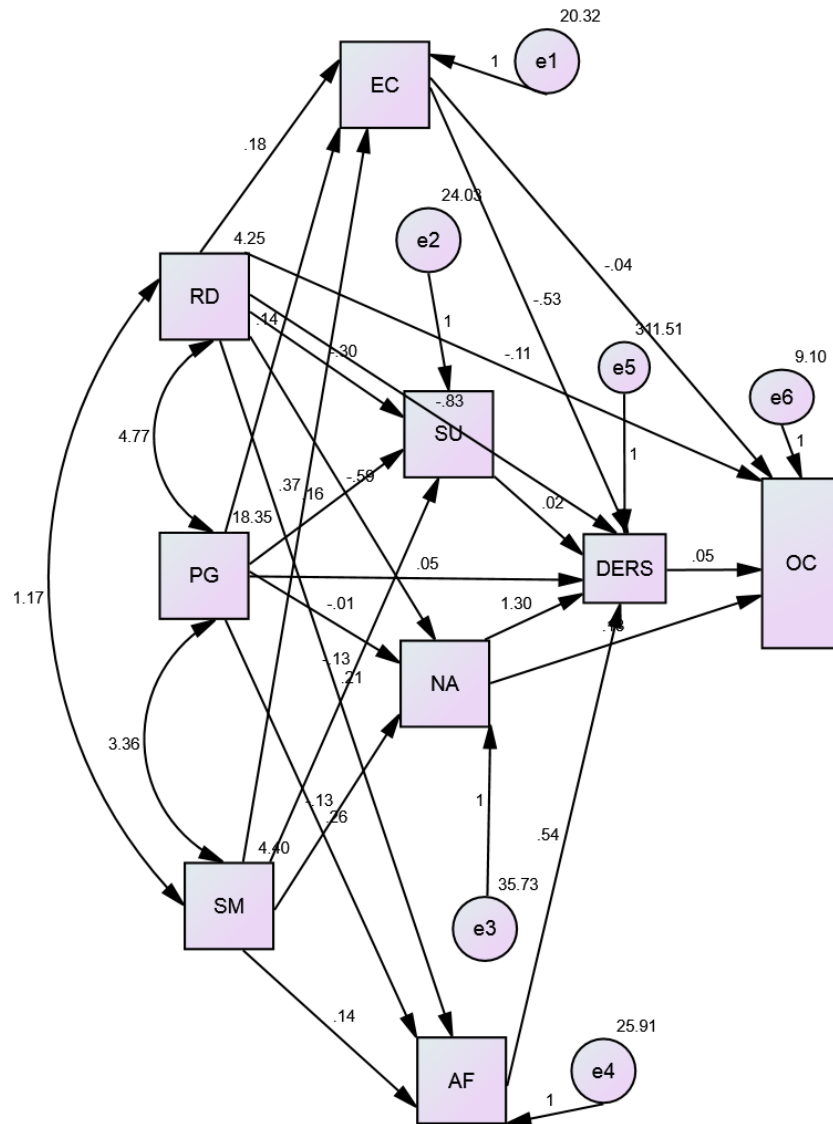 20.32
e1
1
EC
.18
24.03
e2
4.25
-.04
RD
-.53
.14
1
311.51
-.30
-.11
9.10
e5
e6
-.83
SU
1
1
4.77
-.59
.37
.16
.02
18.35
PG
.05
DERS
.05
OC
1.17
-.01
1.30
-.13
.21
NA
3.36
-.13
1
.26
4.40
.54
35.73
SM
e3
.14
25.91
AF
e4
1